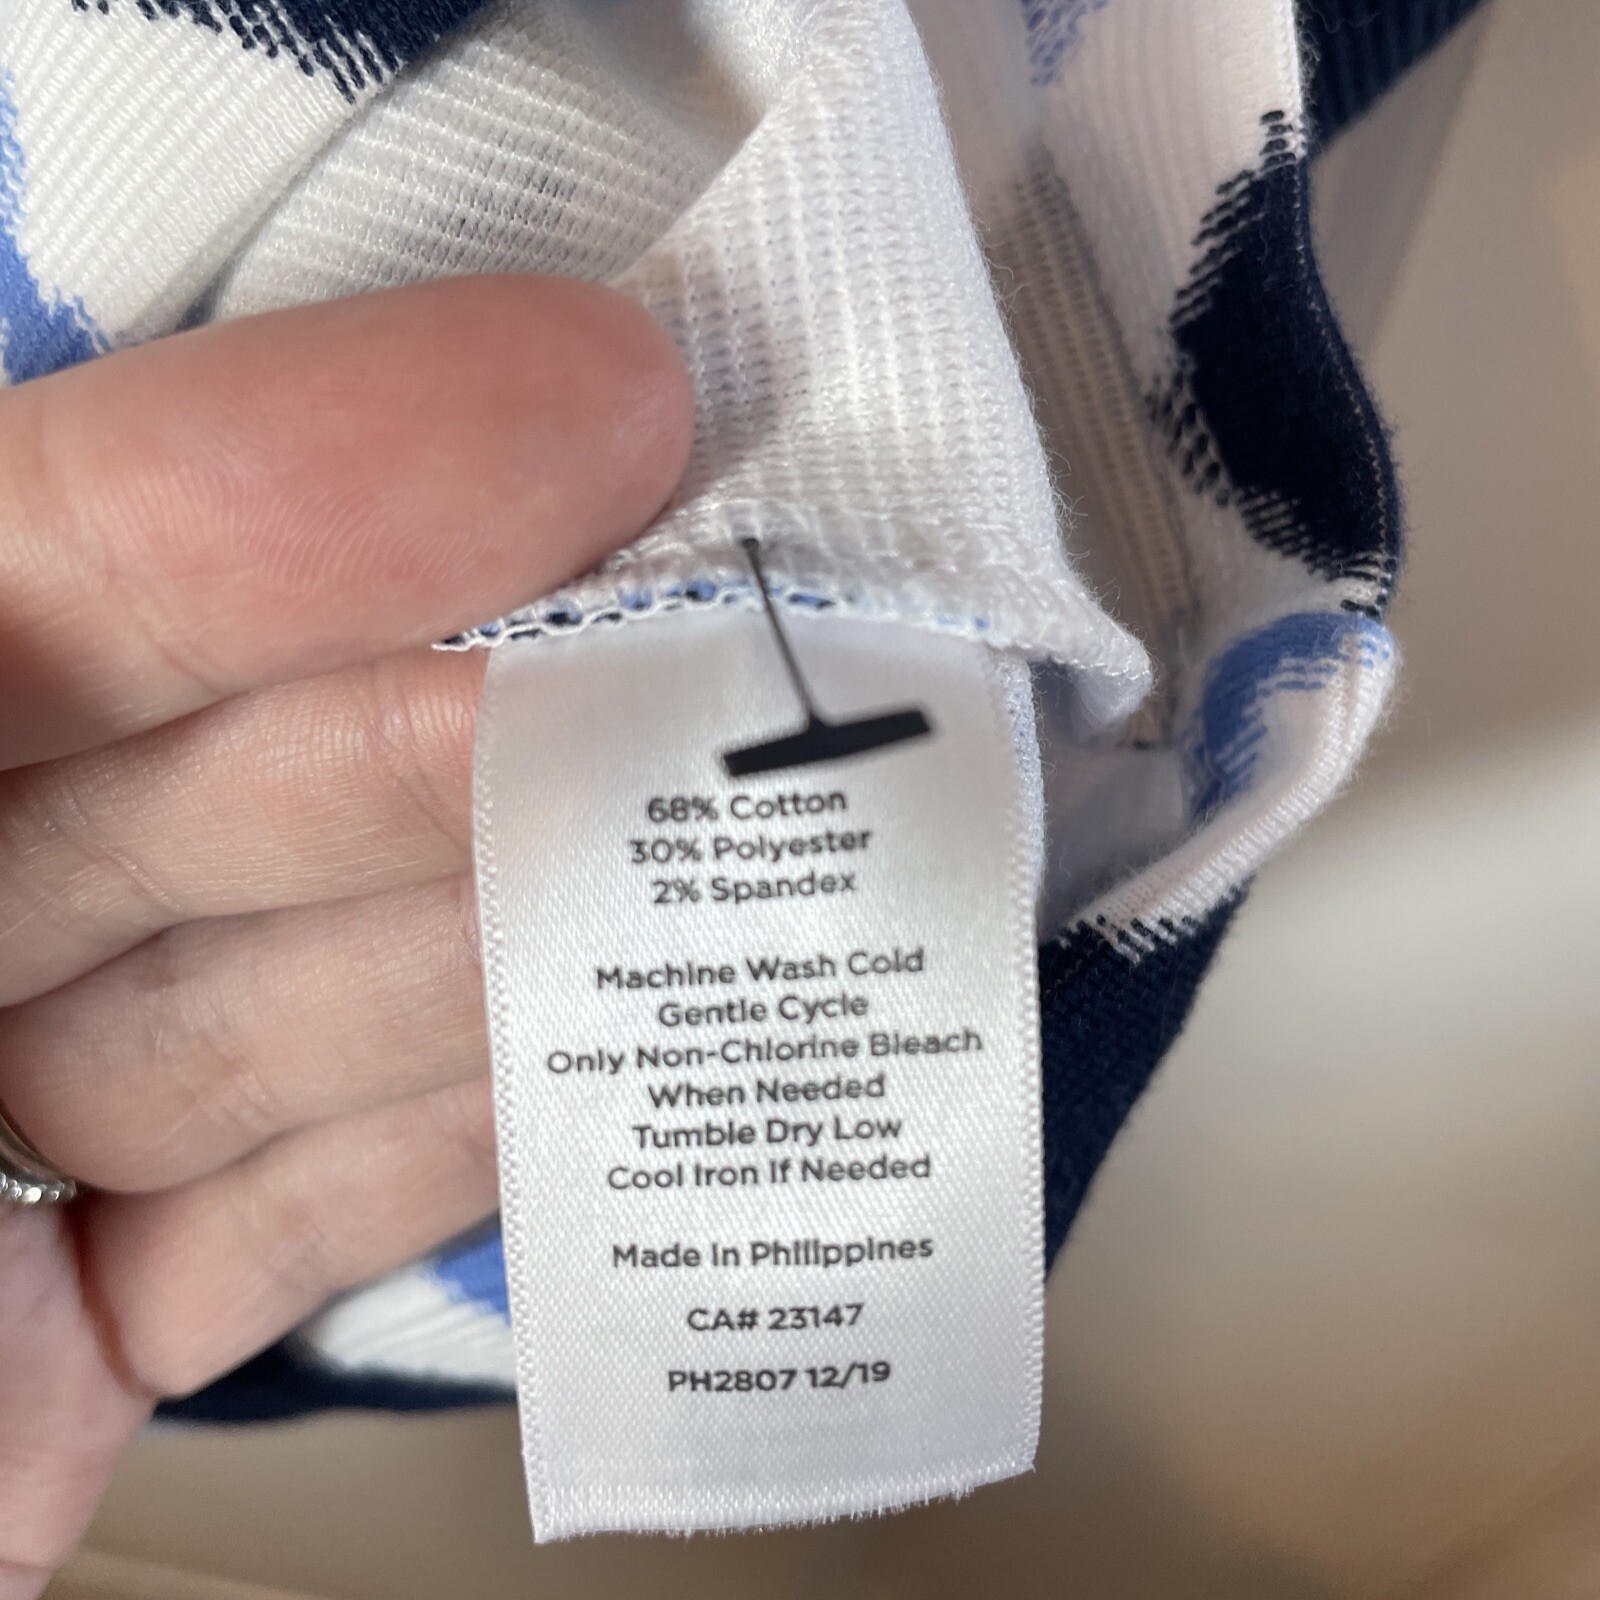 68% Cotton
30% Polyester
2% Spandex
Machine Wash Cold
Gentle Cycle
Only Non-Chlorine Bleach
When Needed
Tumble Dry Low
Cool Iron If Needed
Made In Philippines
CA# 23147
PH2807 12/19